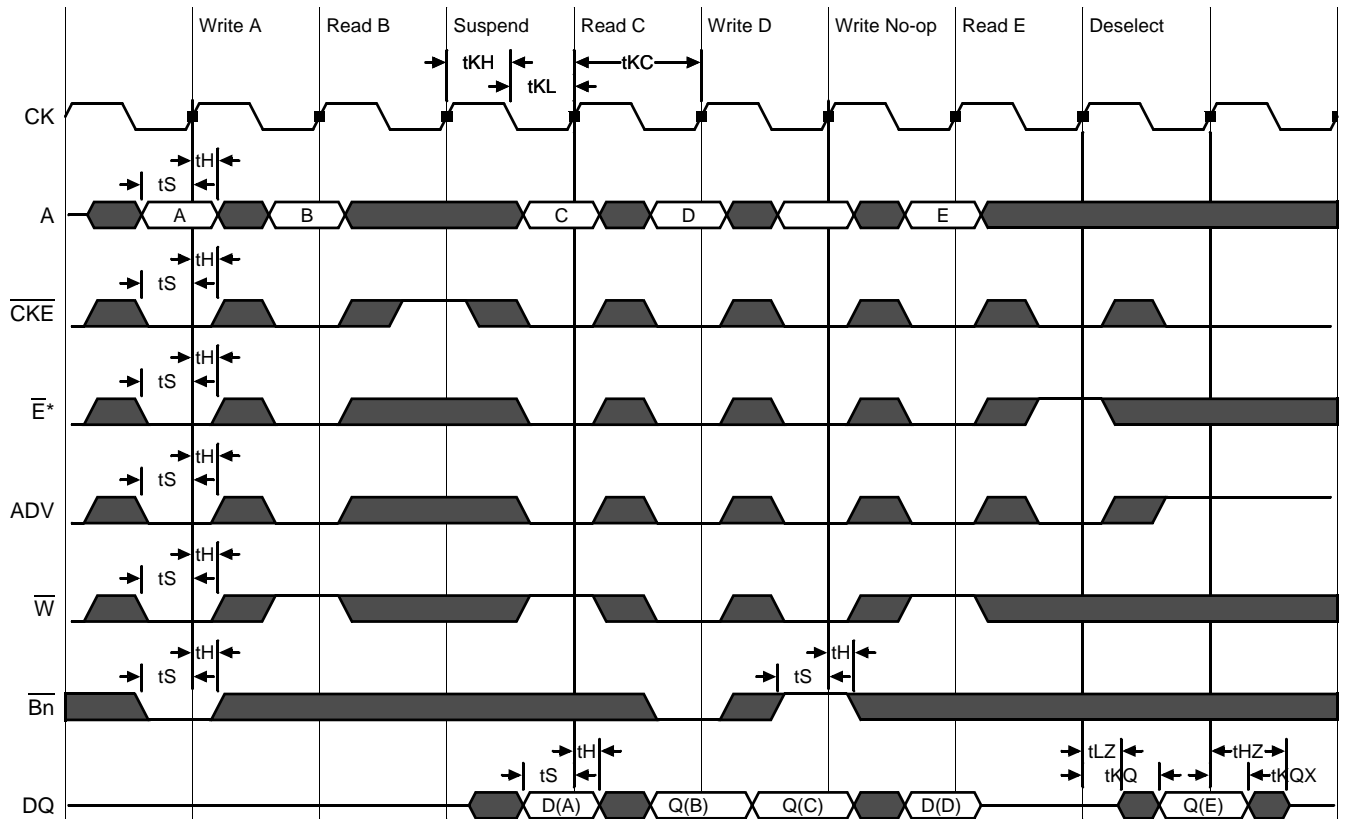 Write A Read B Suspend Read C Write D Write No-op Read E Deselect
tKH tKC
tKL
CK
tH
tS
A A B C D E
tH
tS
CKE
tH
tS
E*
tH
tS
ADV
tH
tS
W
tH tH
tS tS
Bn
tH tLZ tHZ
tS tKQ tKQX
DQ D(A) Q(B) Q(C) D(D) Q(E)